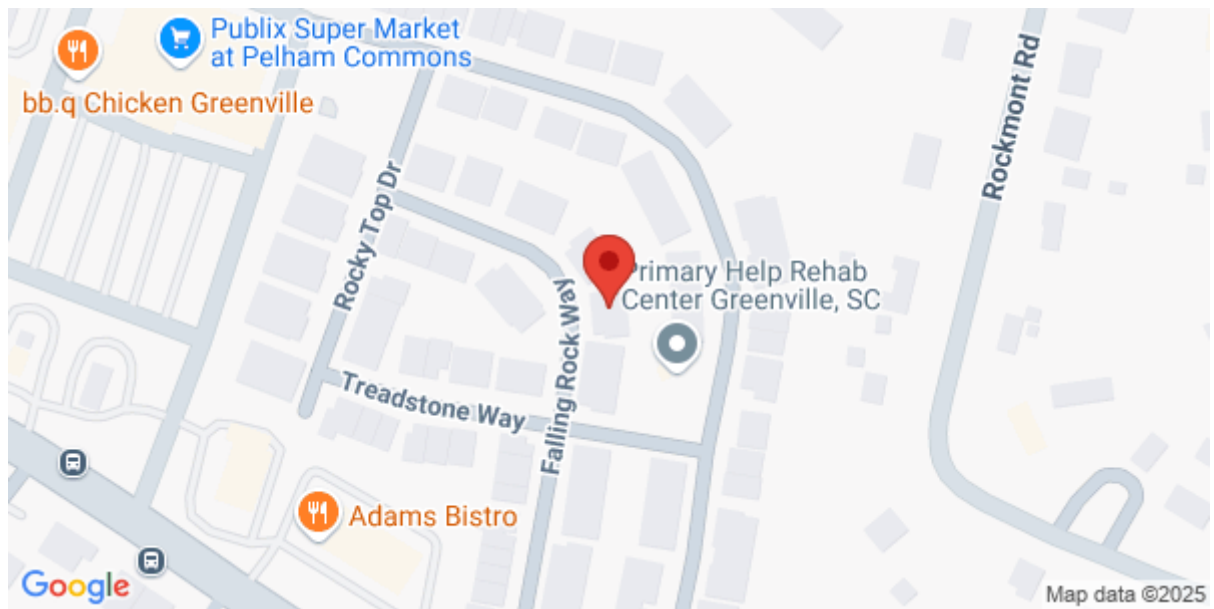 Publix Super Market
at Pelham Commons
bb.q Chicken Greenville
Rocky Top Dr
Rockmont Rd
Primary Help Rehab
Center Greenville, SC
Falling Rock Way
Treadstone Way
Adams Bistro
Google
Map data ©2025